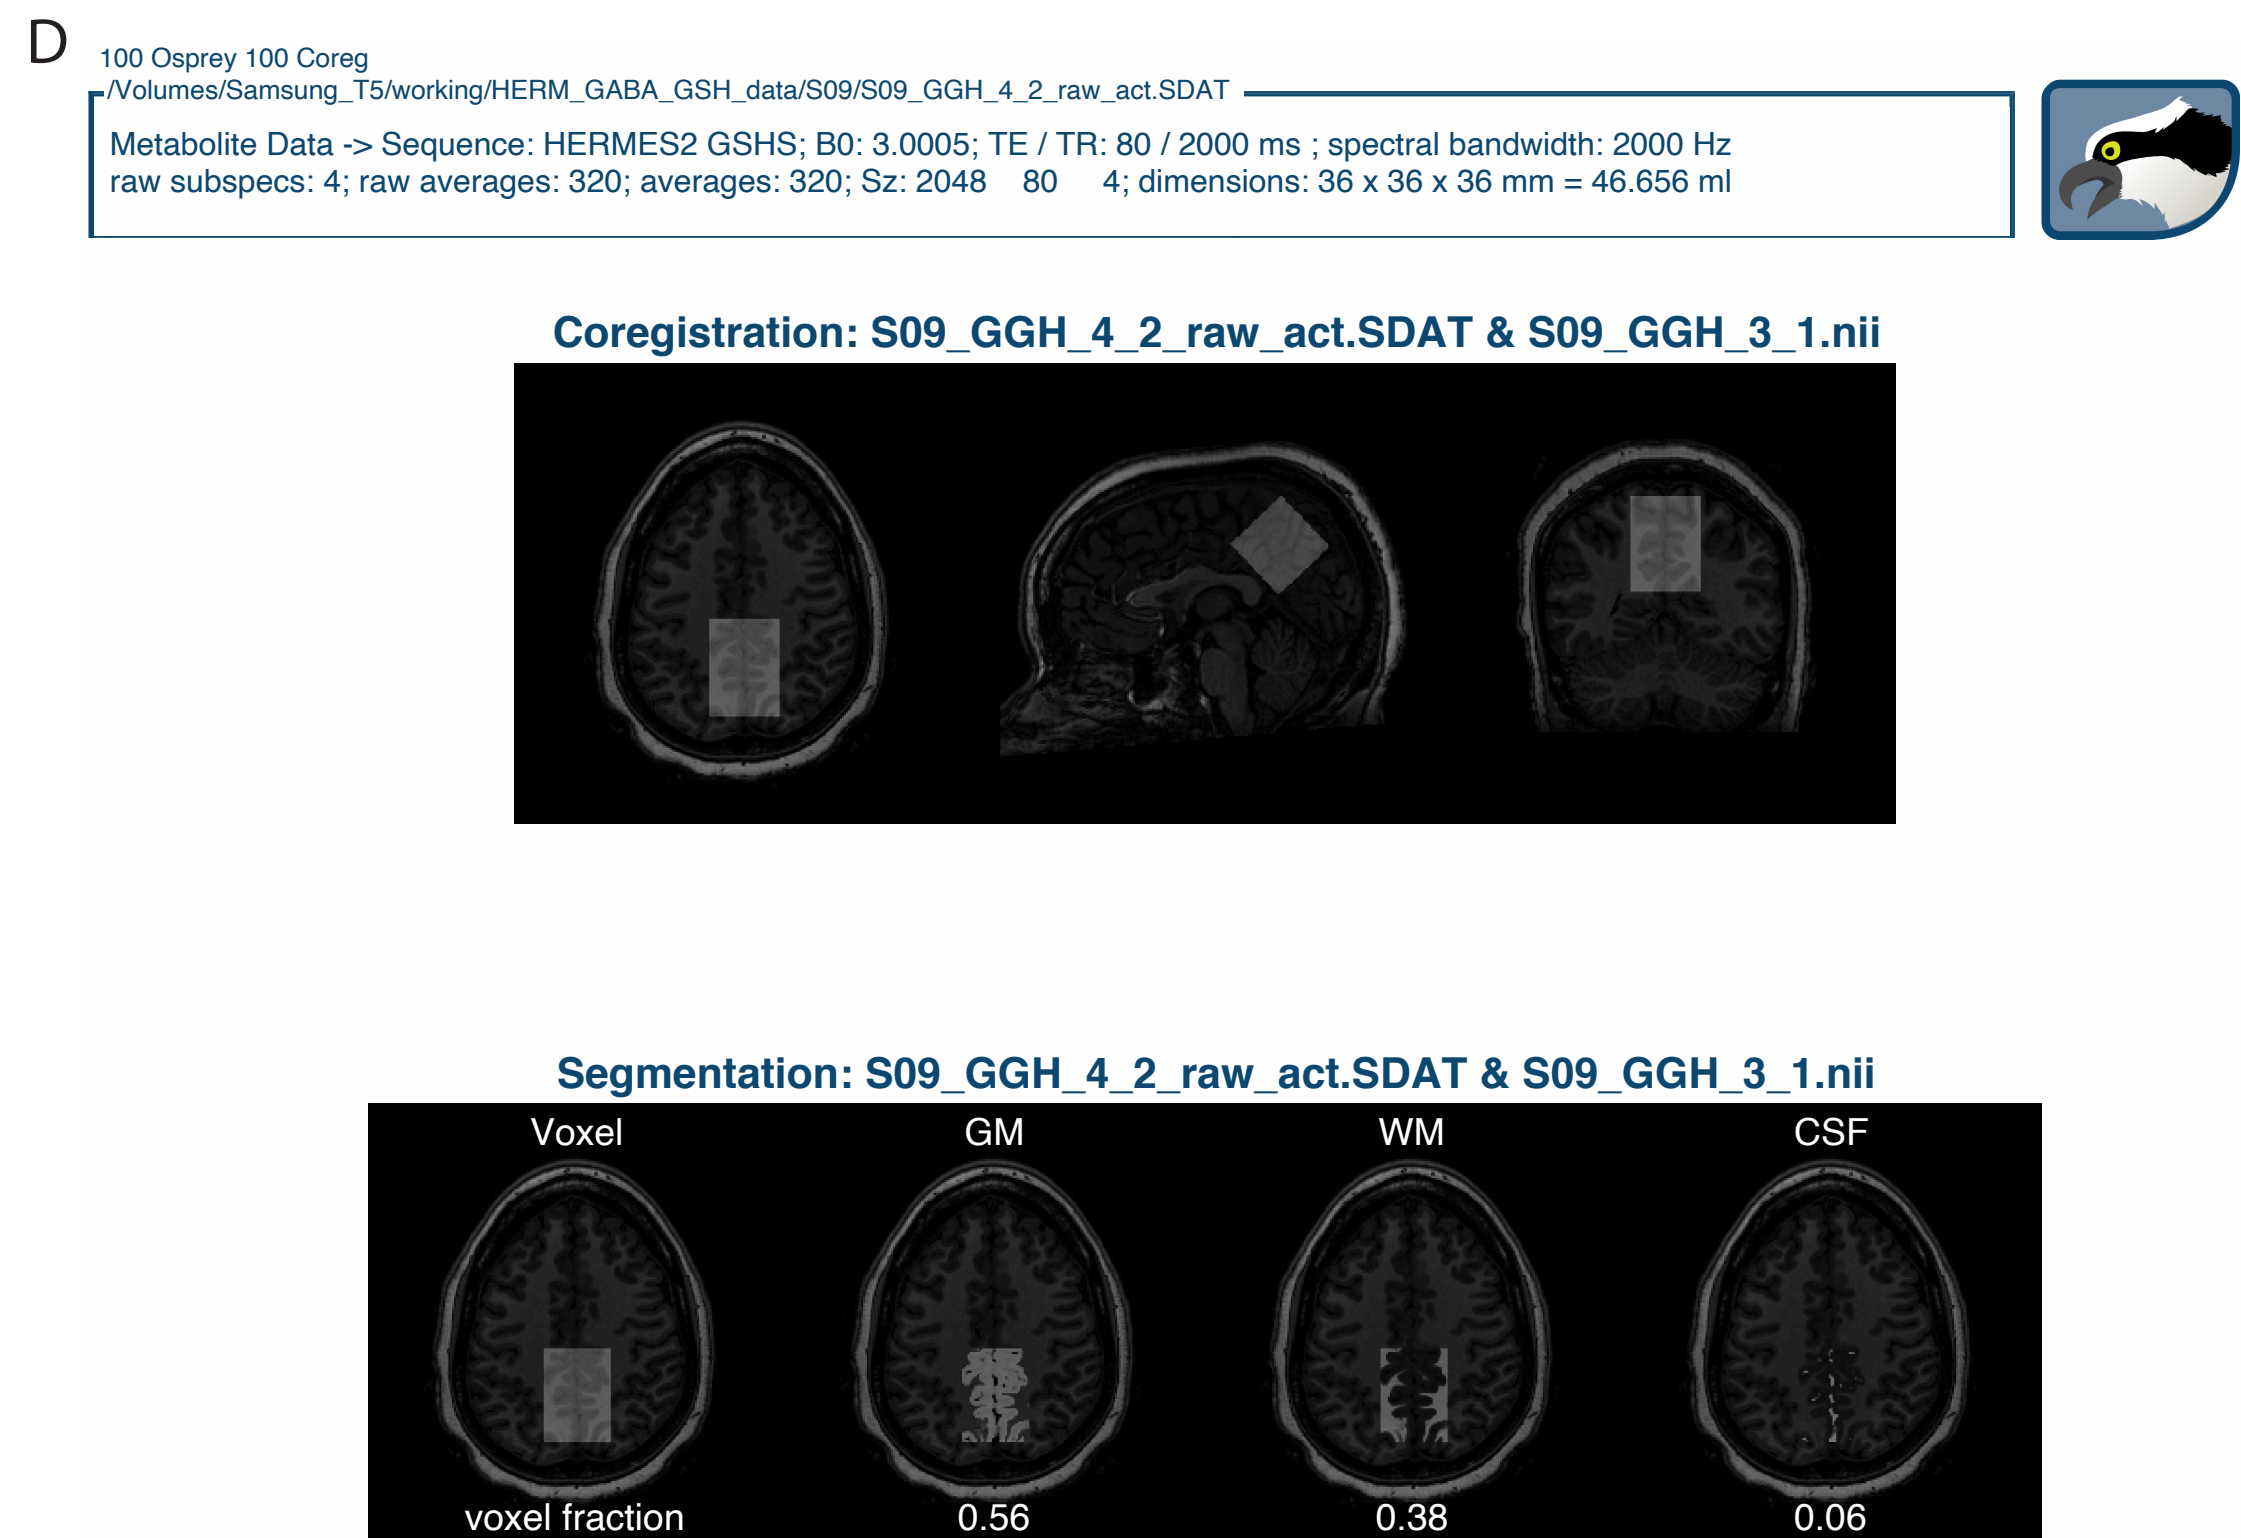 D
100 Osprey 100 Coreg
/Volumes/Samsung_T5/working/HERM_GABA_GSH_data/S09/S09_GGH_4_2_raw_act.SDAT
Metabolite Data -> Sequence: HERMES2 GSHS; B0: 3.0005; TE / TR: 80 / 2000 ms ; spectral bandwidth: 2000 Hz
raw subspecs: 4; raw averages: 320; averages: 320; Sz: 2048 80 4; dimensions: 36 x 36 x 36 mm = 46.656 ml
Coregistration: S09_GGH_4_2_raw_act.SDAT & S09_GGH_3_1.nii
Segmentation: S09_GGH_4_2_raw_act.SDAT & S09_GGH_3_1.nii
Voxel GM WM CSF
voxel fraction 0.56 0.38 0.06